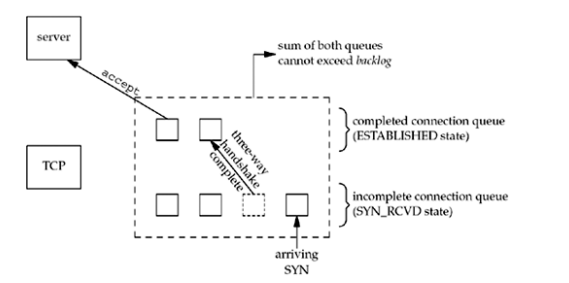 server
sum of both queues
cannot exceed backlog
accept
completed connection queue
(ESTABLISHED state)
three-way
handshake
complete
TCP
incomplete connection queue
(SYN_RCVD state)
arriving
SYN